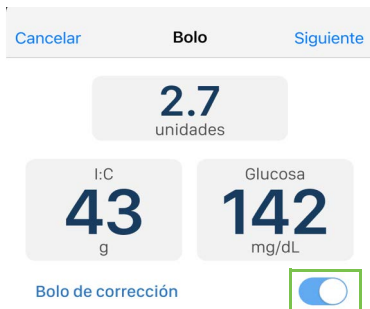 Cancelar Bolo Siguiente
2.7
unidades
I:C Glucosa
43 142
g mg/dL
Bolo de corrección